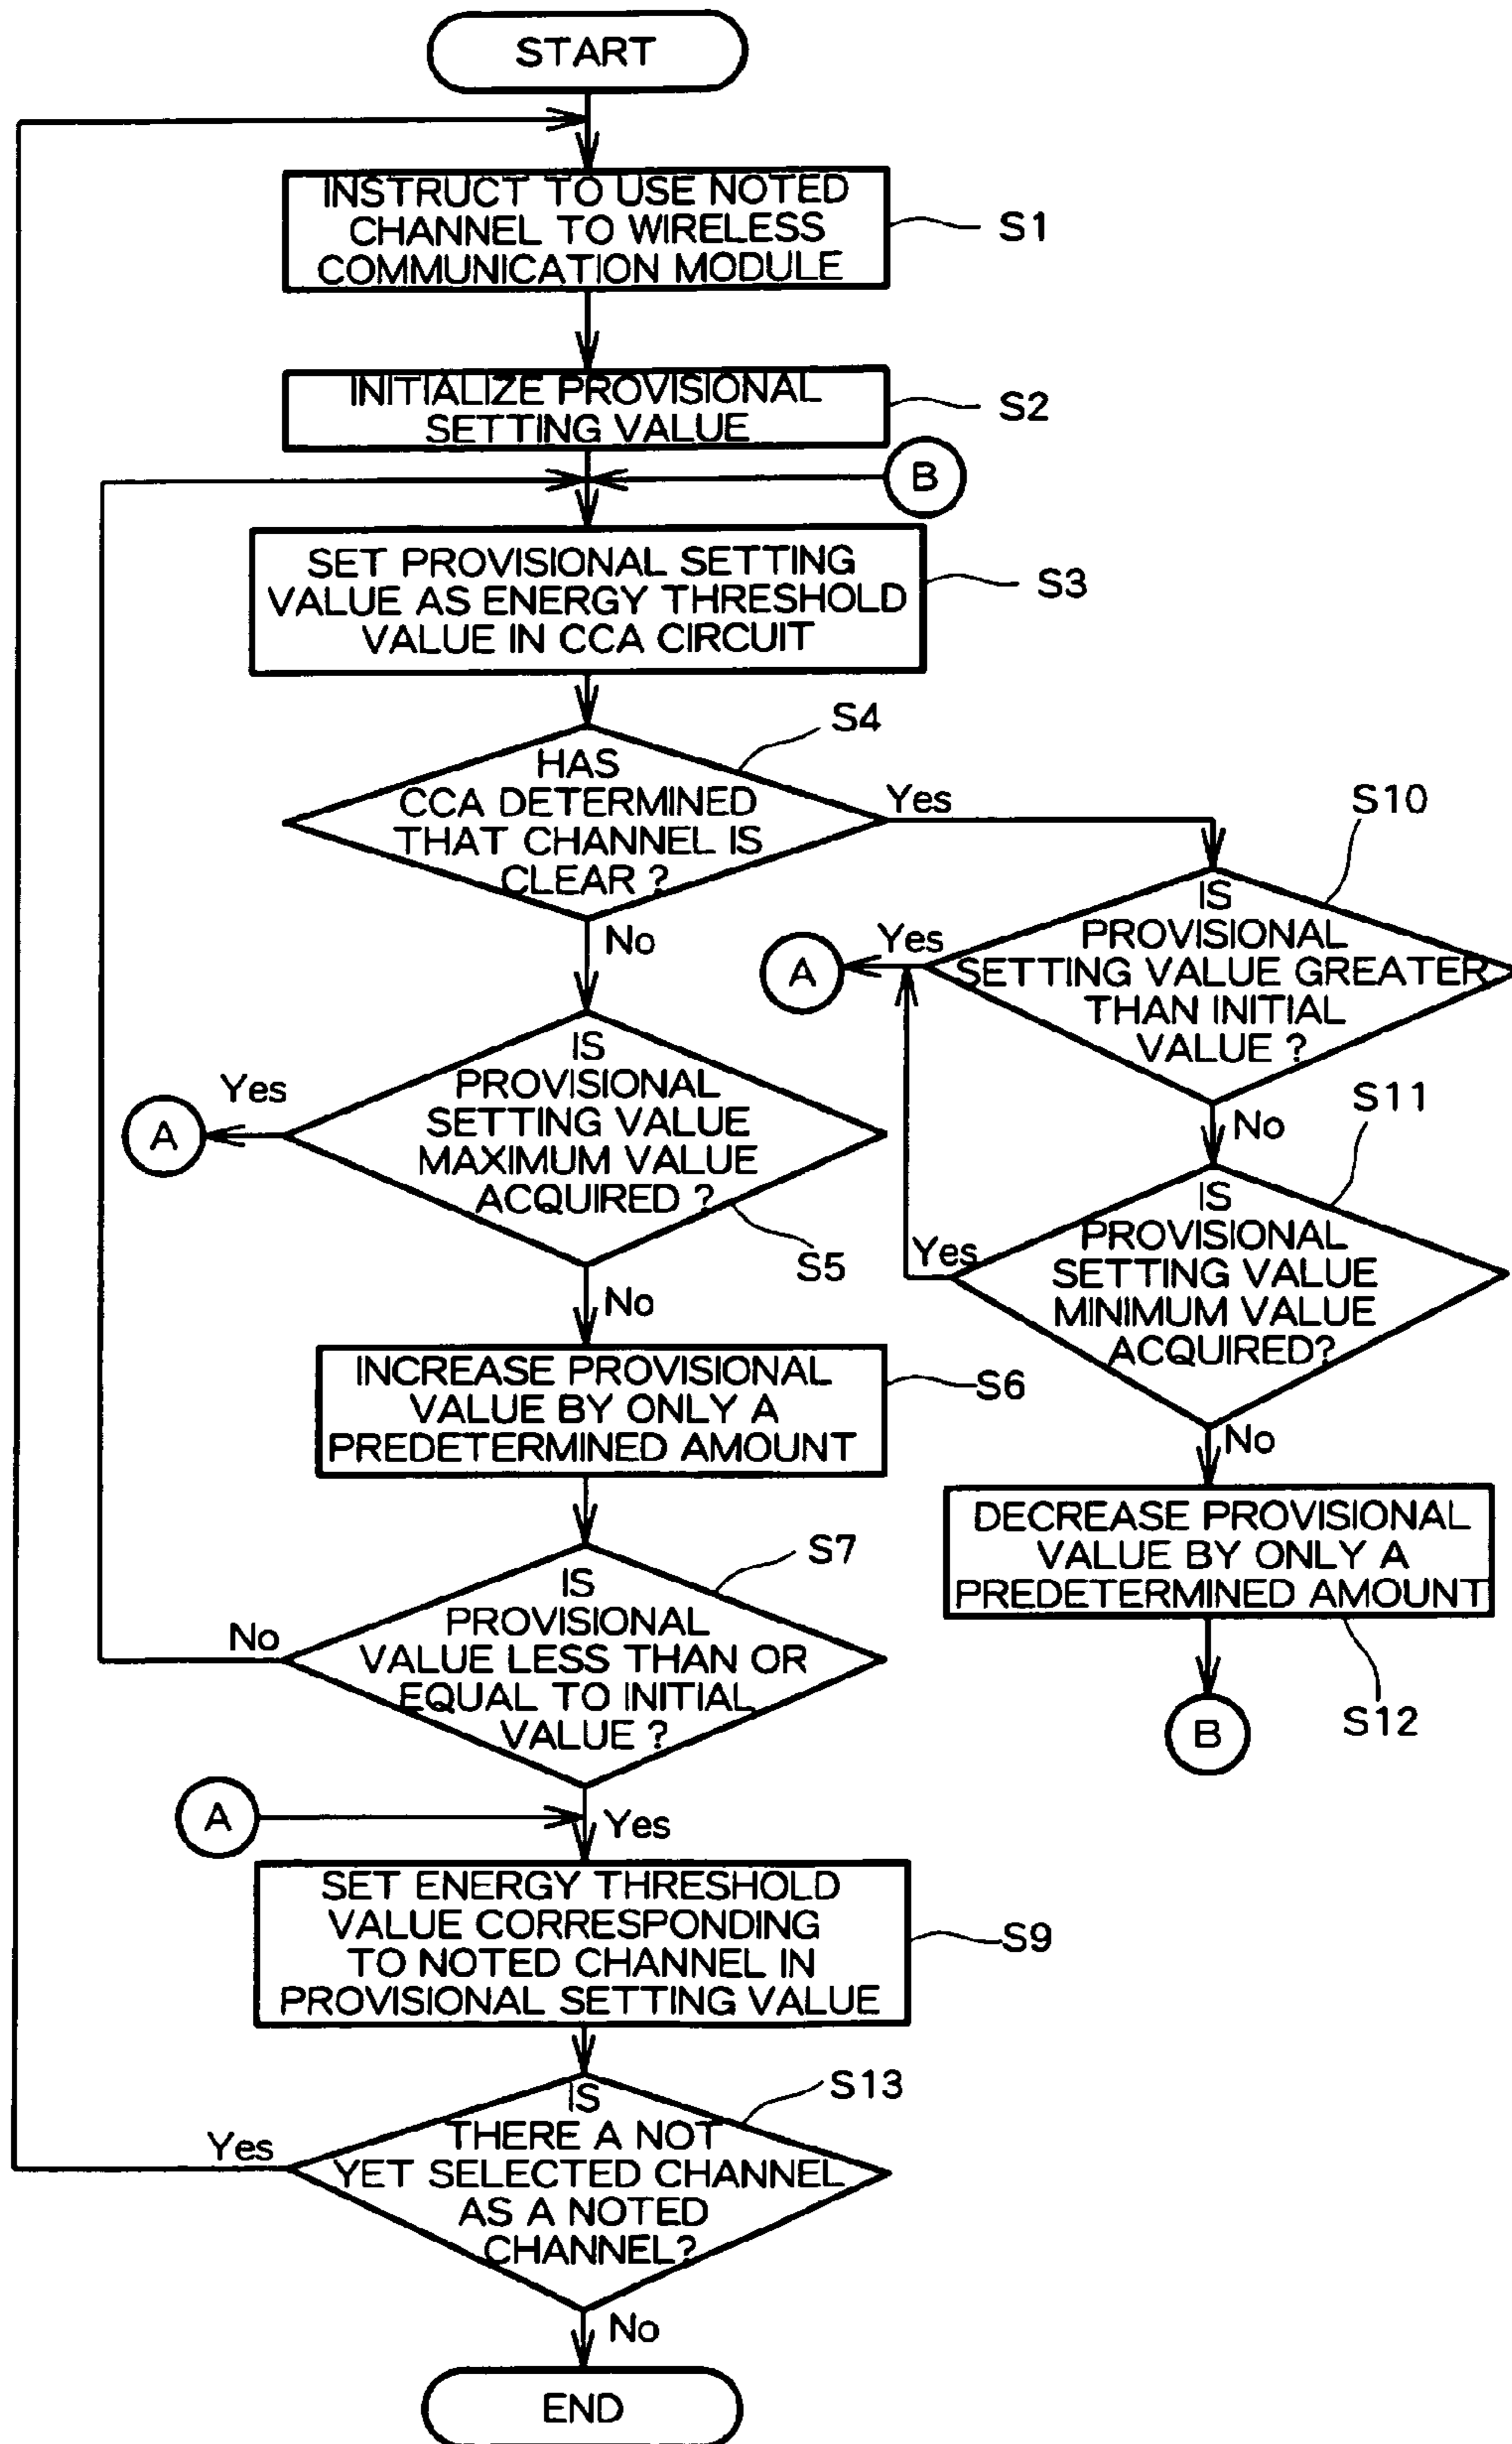 START
INSTRUCT TO USE NOTED
CHANNEL TO WIRELESS
COMMUNICATION MODULE
S1
INITIALIZE PROVISIONAL
SETTING VALUE
S2
B
SET PROVISIONAL SETTING
VALUE AS ENERGY THRESHOLD
VALUE IN CCA CIRCUIT
S3
S4
HAS
CCA DETERMINED
THAT CHANNEL IS
CLEAR ?
Yes
No
S10
IS
PROVISIONAL
SETTING VALUE GREATER
THAN INITIAL
VALUE ?
Yes
A
No
IS
PROVISIONAL
SETTING VALUE
MAXIMUM VALUE
ACQUIRED ?
Yes
A
S5
No
S11
IS
PROVISIONAL
SETTING VALUE
MINIMUM VALUE
ACQUIRED?
Yes
No
INCREASE PROVISIONAL
VALUE BY ONLY A
PREDETERMINED AMOUNT
S6
DECREASE PROVISIONAL
VALUE BY ONLY A
PREDETERMINED AMOUNT
S12
B
S7
IS
PROVISIONAL
VALUE LESS THAN OR
EQUAL TO INITIAL
VALUE ?
No
Yes
A
SET ENERGY THRESHOLD
VALUE CORRESPONDING
TO NOTED CHANNEL IN
PROVISIONAL SETTING VALUE
S9
S13
IS
THERE A NOT
YET SELECTED CHANNEL
AS A NOTED
CHANNEL?
Yes
No
END